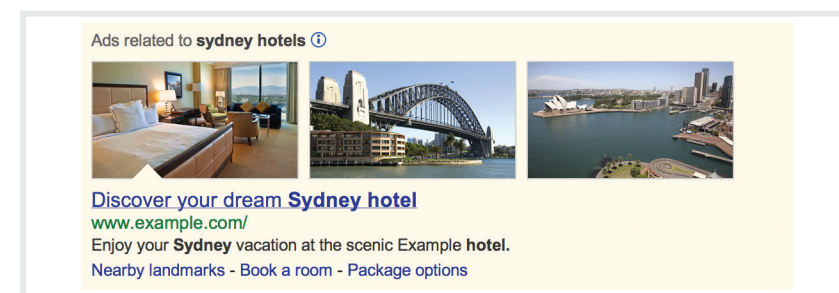 Ads related to sydney hotels
Discover your dream Sydney hotel
www.example.com/
Enjoy your Sydney vacation at the scenic Example hotel.
Nearby landmarks - Book a room - Package options